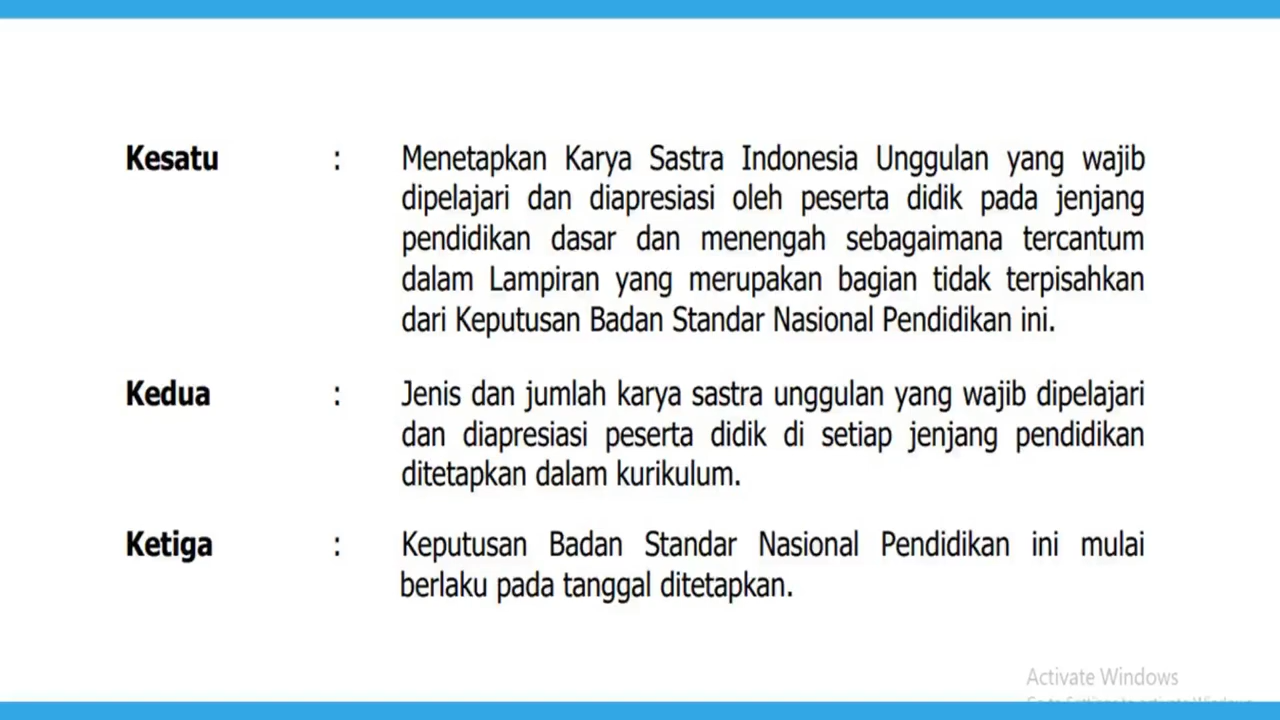 Kesatu : Menetapkan Karya Sastra Indonesia Unggulan yang wajib
dipelajari dan diapresiasi oleh peserta didik pada jenjang
pendidikan dasar dan menengah sebagaimana tercantum
dalam Lampiran yang merupakan bagian tidak terpisahkan
dari Keputusan Badan Standar Nasional Pendidikan ini.
Kedua : Jenis dan jumlah karya sastra unggulan yang wajib dipelajari
dan diapresiasi peserta didik di setiap jenjang pendidikan
ditetapkan dalam kurikulum.
Ketiga : Keputusan Badan Standar Nasional Pendidikan ini mulai
berlaku pada tanggal ditetapkan.
Activate Windows